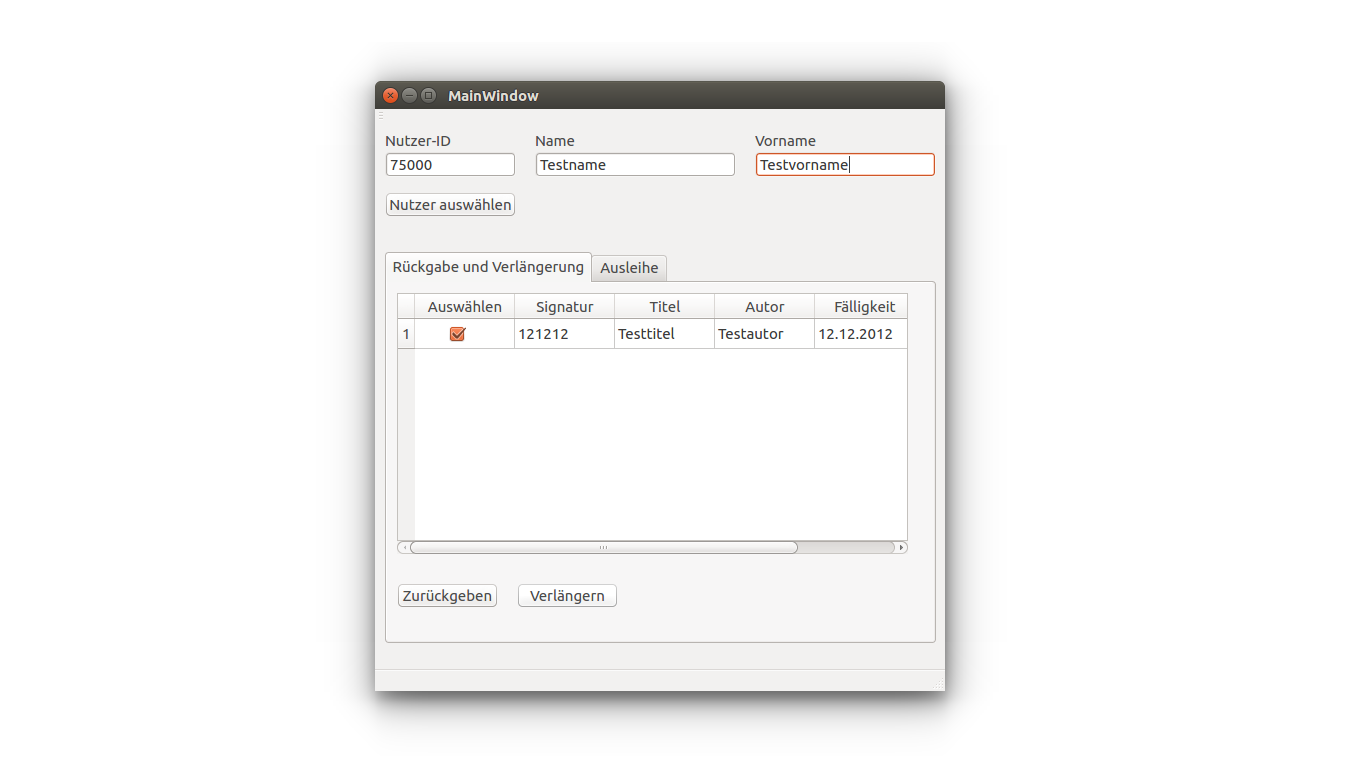 MainWindow
Nutzer-ID Name Vorname
75000 Testname Testvorname
Nutzer auswählen
Rückgabe und Verlängerung Ausleihe
Auswählen Signatur Titel Autor Fälligkeit
1 121212 Testtitel Testautor 12.12.2012
Zurückgeben Verlängern